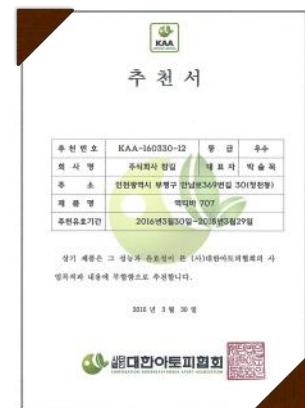 KAA
추천서
추천번호 KAA-160330-12 등급 우수
회사명 주식회사 참길 대표자 박술목
주소 인천광역시 부평구 안남로369번길 30(청천동)
제품명 액티바 707
추천유효기간 2016년3월30일~2018년3월29일
상기 제품은 그 성능과 유효성이 본 (사)대한아토피협회의 사
업목적과 내용에 부합함으로 추천합니다.
2016 년 3 월 30 일
대한아토피협회